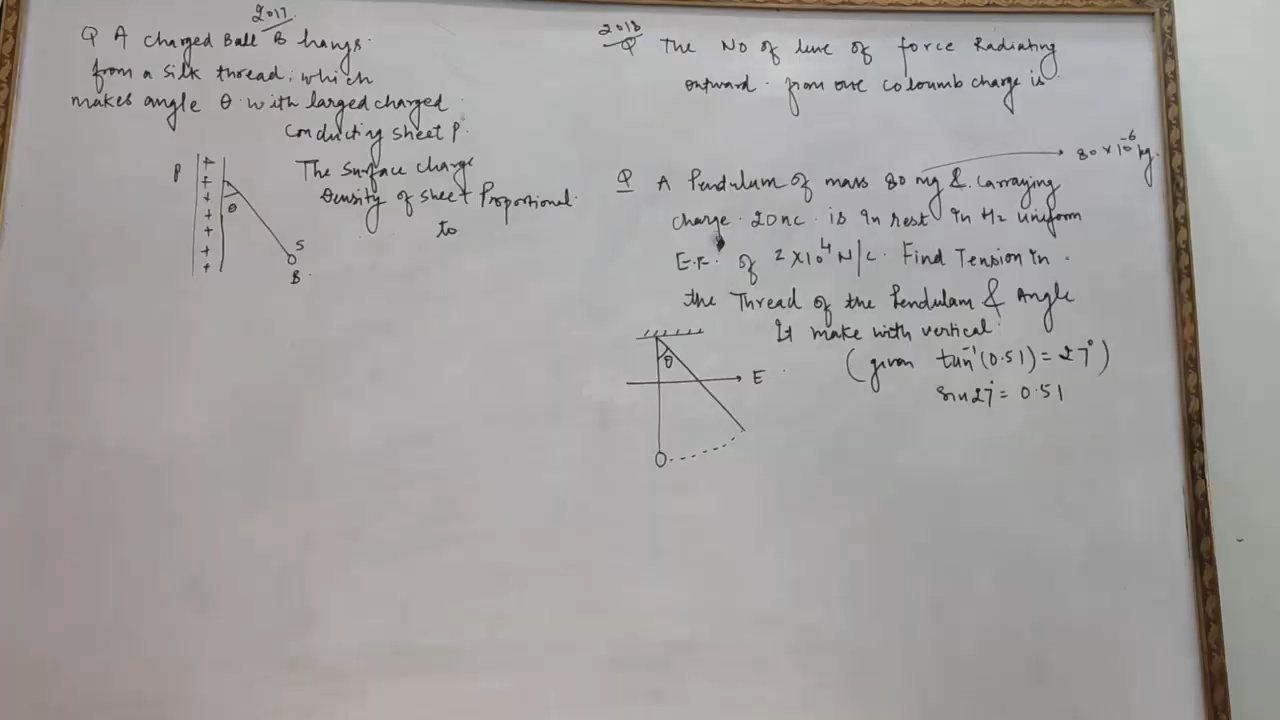 2017
Q A charged Ball B hangs
from a silk thread; which
makes angle θ with larged charged
conducting sheet P.
The Surface charge
Density of sheet Proportional
to
P
+
+
+
+
+
+
+
θ
S
B
2018
Q The No of line of force Radiating
outward from one coloumb charge is
80 × 10⁻⁶ kg.
Q A Pendulum of mass 80 mg & Carraying
charge 20nc is in rest in Hz uniform
E.F. of 2 × 10⁴ N/C. Find Tension in
the Thread of the Pendulam & Angle
It make with vertical.
(given tan⁻¹(0.51) = 27°)
sin 27° = 0.51
θ
E